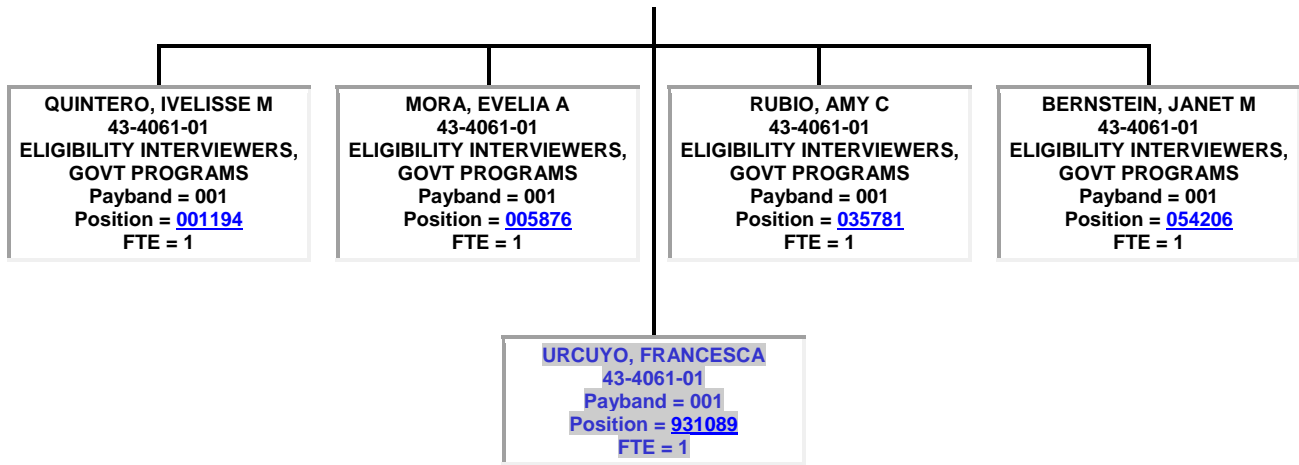 QUINTERO, IVELISSE M
43-4061-01
ELIGIBILITY INTERVIEWERS,
GOVT PROGRAMS
Payband = 001
Position = 001194
FTE = 1
MORA, EVELIA A
43-4061-01
ELIGIBILITY INTERVIEWERS,
GOVT PROGRAMS
Payband = 001
Position = 005876
FTE = 1
RUBIO, AMY C
43-4061-01
ELIGIBILITY INTERVIEWERS,
GOVT PROGRAMS
Payband = 001
Position = 035781
FTE = 1
BERNSTEIN, JANET M
43-4061-01
ELIGIBILITY INTERVIEWERS,
GOVT PROGRAMS
Payband = 001
Position = 054206
FTE = 1
URCUYO, FRANCESCA
43-4061-01
Payband = 001
Position = 931089
FTE = 1